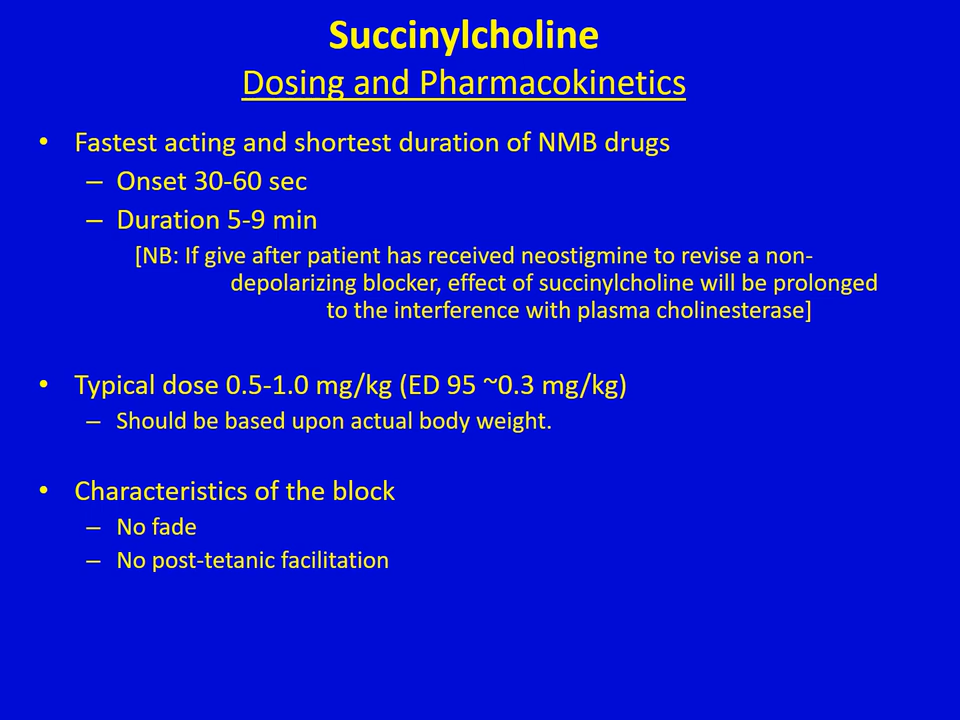 Succinylcholine
Dosing and Pharmacokinetics
• Fastest acting and shortest duration of NMB drugs
– Onset 30-60 sec
– Duration 5-9 min
[NB: If give after patient has received neostigmine to revise a non-
depolarizing blocker, effect of succinylcholine will be prolonged
to the interference with plasma cholinesterase]
• Typical dose 0.5-1.0 mg/kg (ED 95 ~0.3 mg/kg)
– Should be based upon actual body weight.
• Characteristics of the block
– No fade
– No post-tetanic facilitation